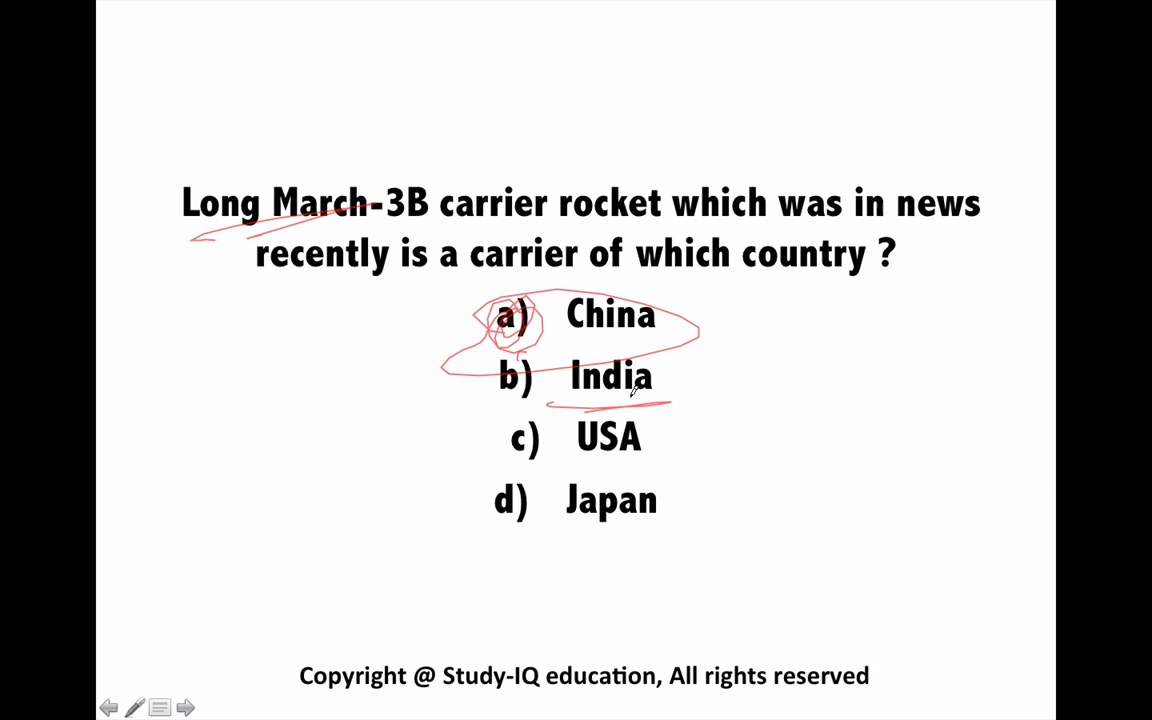 Long March-3B carrier rocket which was in news
recently is a carrier of which country ?
a) China
b) India
c) USA
d) Japan
Copyright @ Study-IQ education, All rights reserved